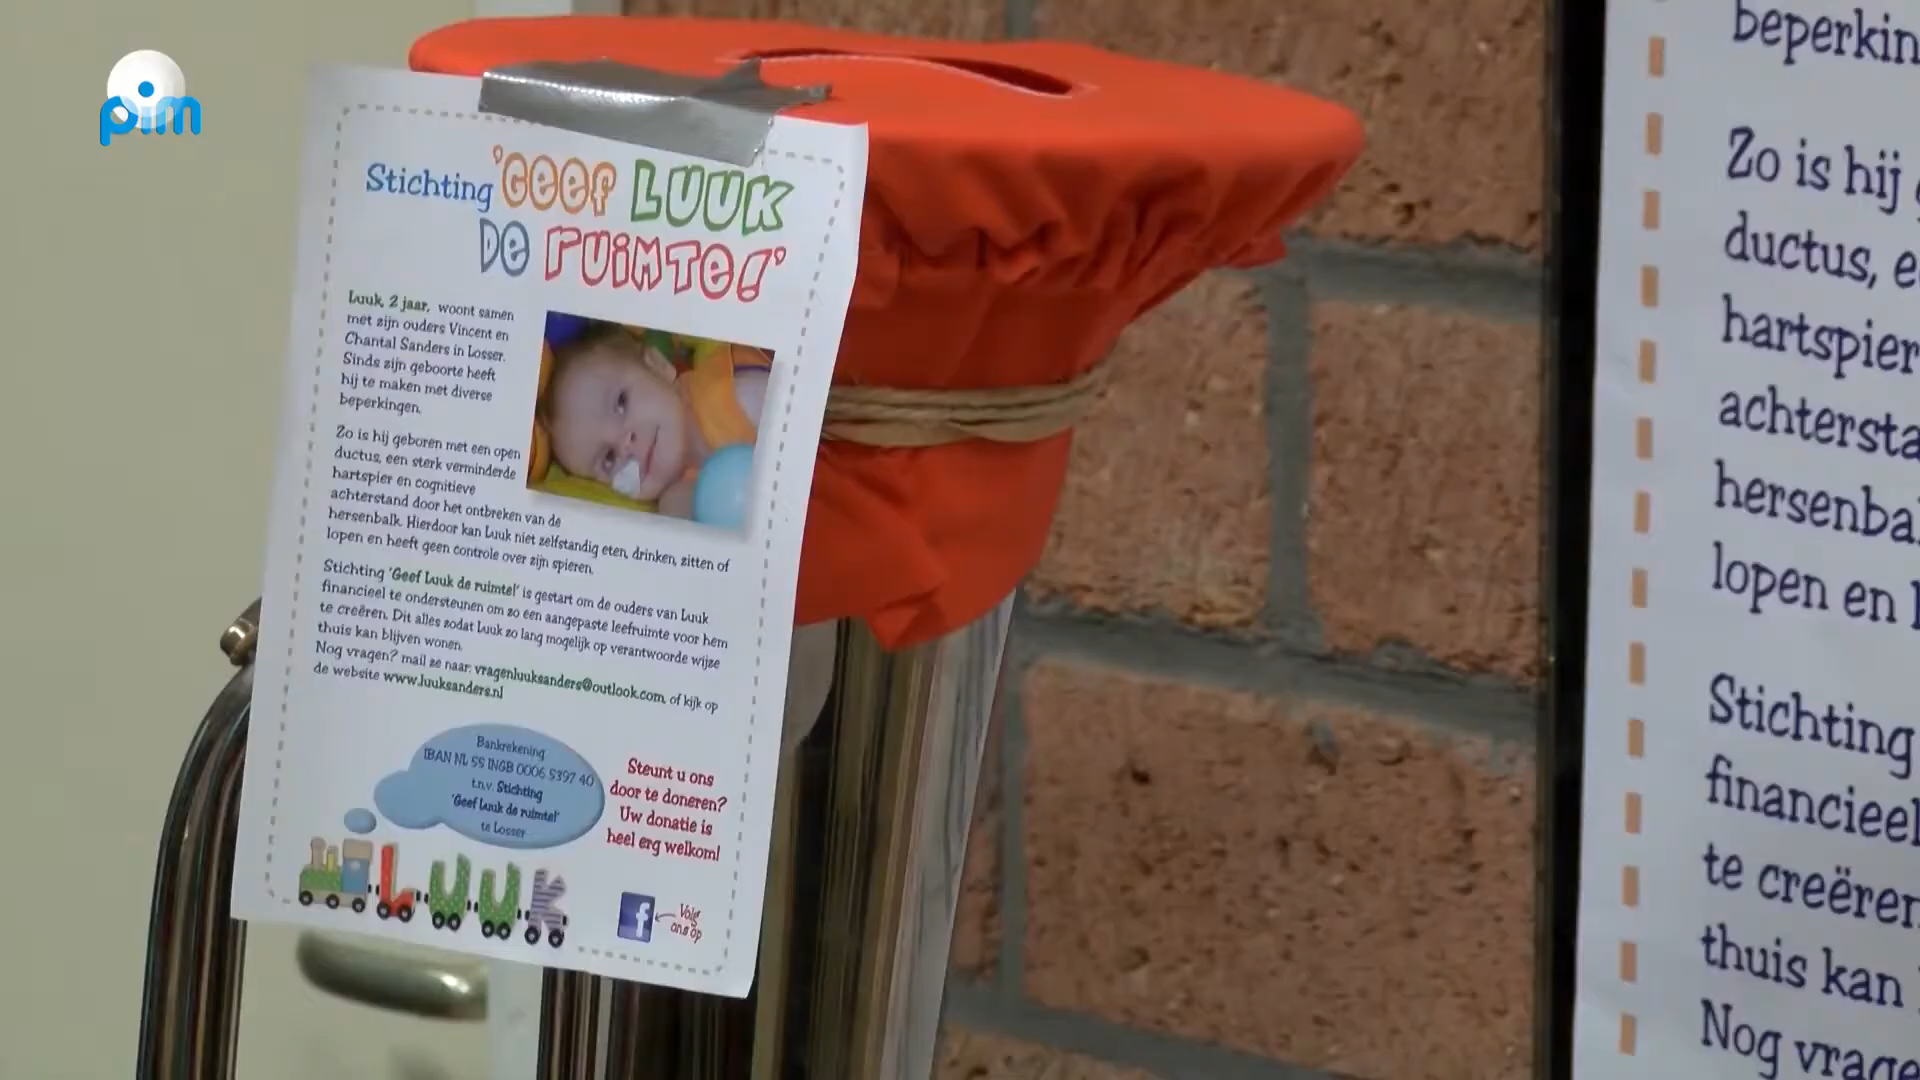 pim
Stichting 'GEEF LUUK
DE RUIMTE!'
Luuk, 2 jaar, woont samen
met zijn ouders Vincent en
Chantal Sanders in Losser.
Sinds zijn geboorte heeft
hij te maken met diverse
beperkingen.
Zo is hij geboren met een open
ductus, een sterk verminderde
hartspier en cognitieve
achterstand door het ontbreken van de
hersenbalk. Hierdoor kan Luuk niet zelfstandig eten, drinken, zitten of
lopen en heeft geen controle over zijn spieren.
Stichting 'Geef Luuk de ruimte!' is gestart om de ouders van Luuk
financieel te ondersteunen om zo een aangepaste leefruimte voor hem
te creëren. Dit alles zodat Luuk zo lang mogelijk op verantwoorde wijze
thuis kan blijven wonen.
Nog vragen? mail ze naar: vragenluuksanders@outlook.com, of kijk op
de website www.luuksanders.nl
Bankrekening
IBAN NL 55 INGB 0006 5397 40
t.n.v. Stichting
'Geef Luuk de ruimte!'
te Losser
Steunt u ons
door te doneren?
Uw donatie is
heel erg welkom!
LUUK
f
Volg
ons op
beperkin
Zo is hij
ductus, e
hartspier
achtersta
hersenba
lopen en
Stichting
financieel
te creëren
thuis kan
Nog vrage